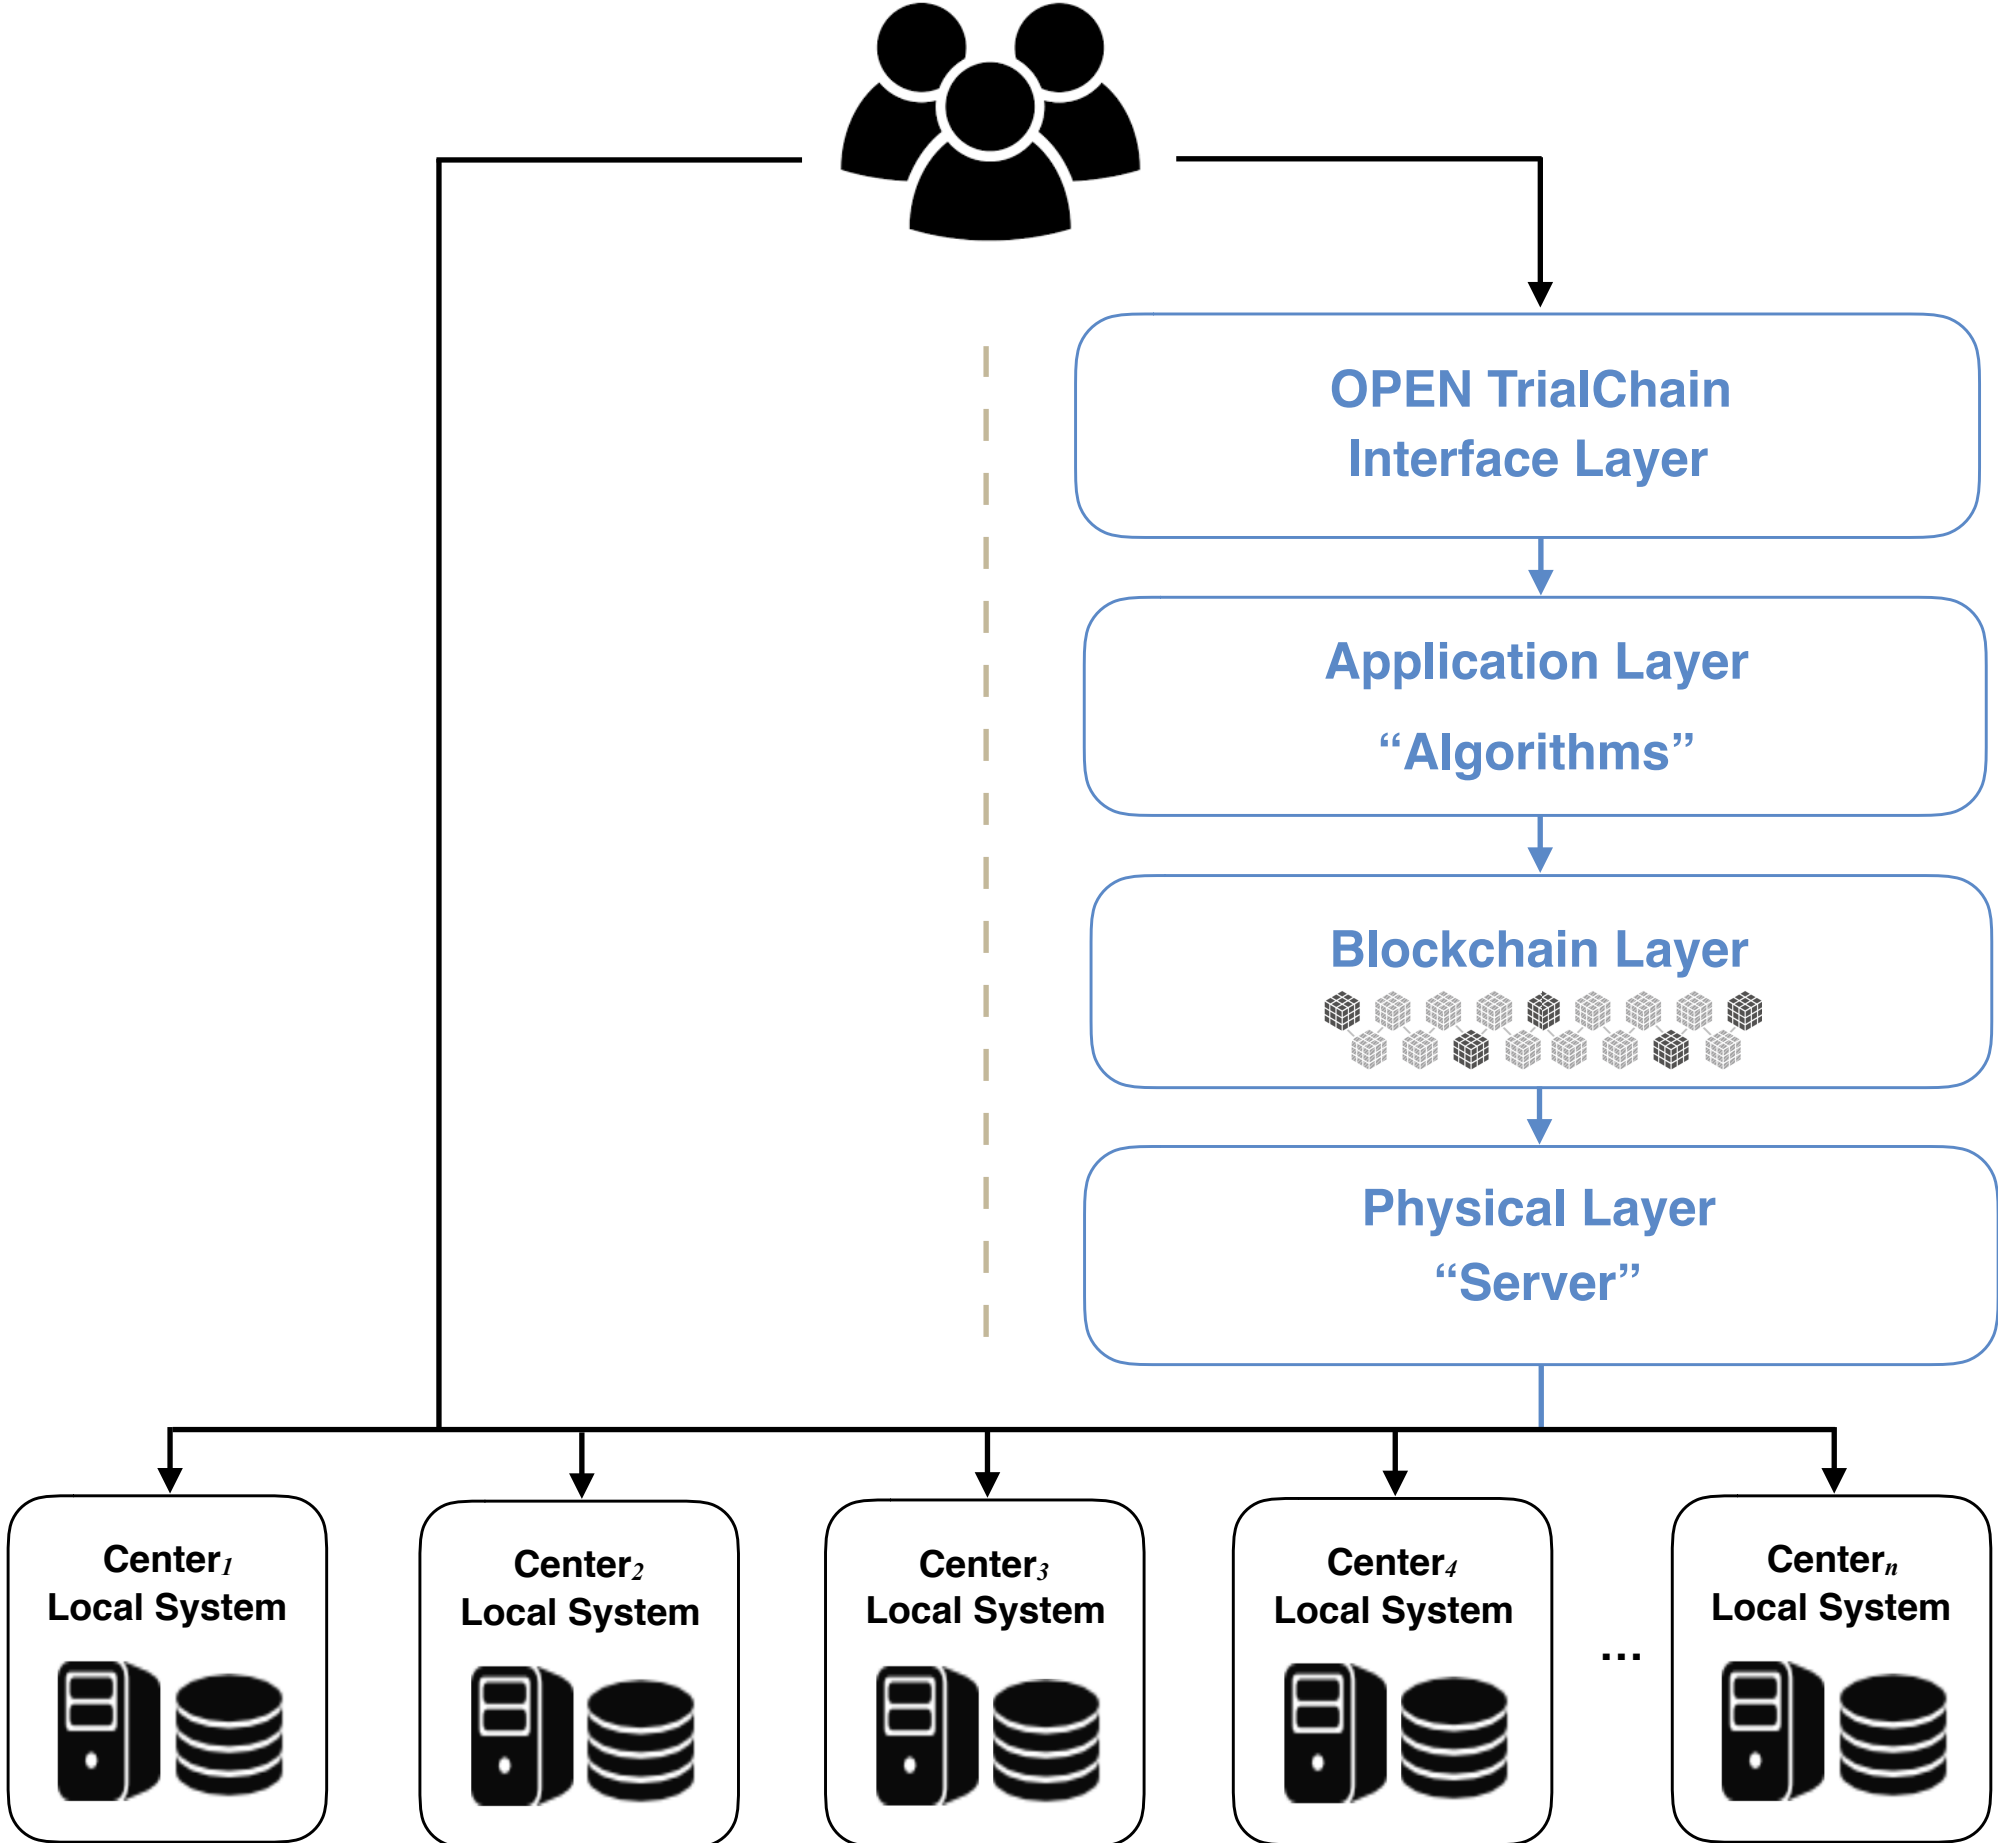 OPEN TrialChain
Interface Layer
Application Layer
“Algorithms”
Blockchain Layer
Physical Layer
“Server”
Center1
Local System
Center2
Local System
Center3
Local System
Center4
Local System
...
Centern
Local System